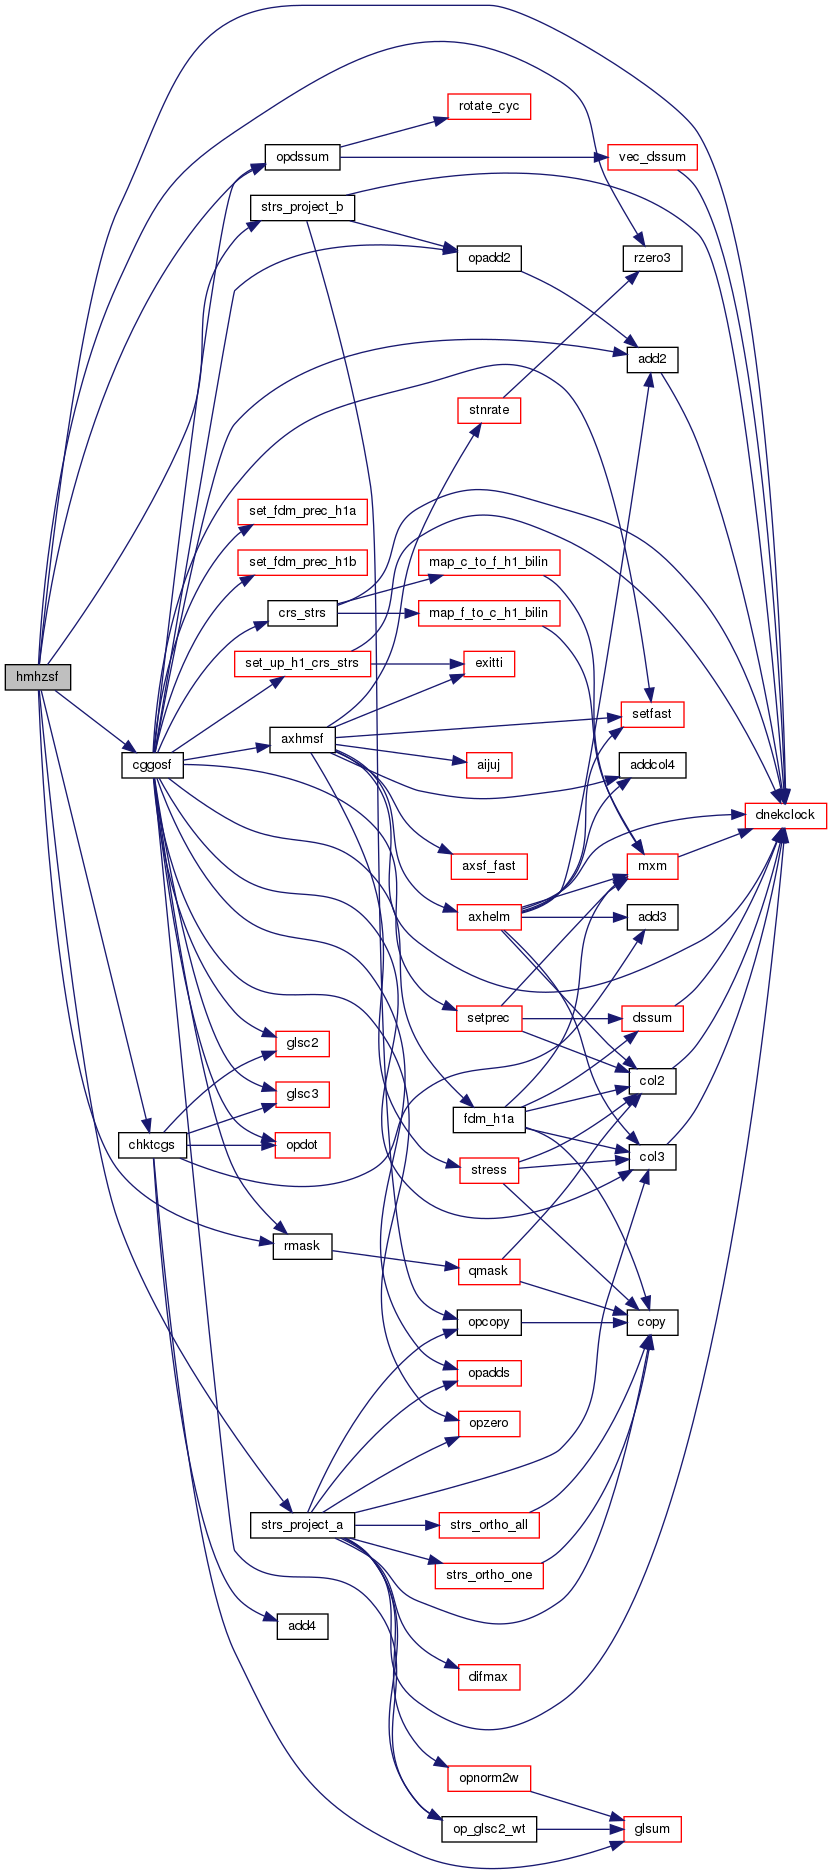 rotate_cyc
opdssum
vec_dssum
strs_project_b
opadd2
rzero3
add2
stnrate
set_fdm_prec_h1a
set_fdm_prec_h1b
map_c_to_f_h1_bilin
crs_strs
map_f_to_c_h1_bilin
set_up_h1_crs_strs
exitti
hmhzsf
setfast
axhmsf
cggosf
aijuj
addcol4
dnekclock
axsf_fast
mxm
axhelm
add3
setprec
dssum
glsc2
col2
glsc3
fdm_h1a
chktcgs
opdot
col3
stress
rmask
qmask
opcopy
copy
opadds
opzero
strs_project_a
strs_ortho_all
strs_ortho_one
add4
difmax
opnorm2w
op_glsc2_wt
glsum